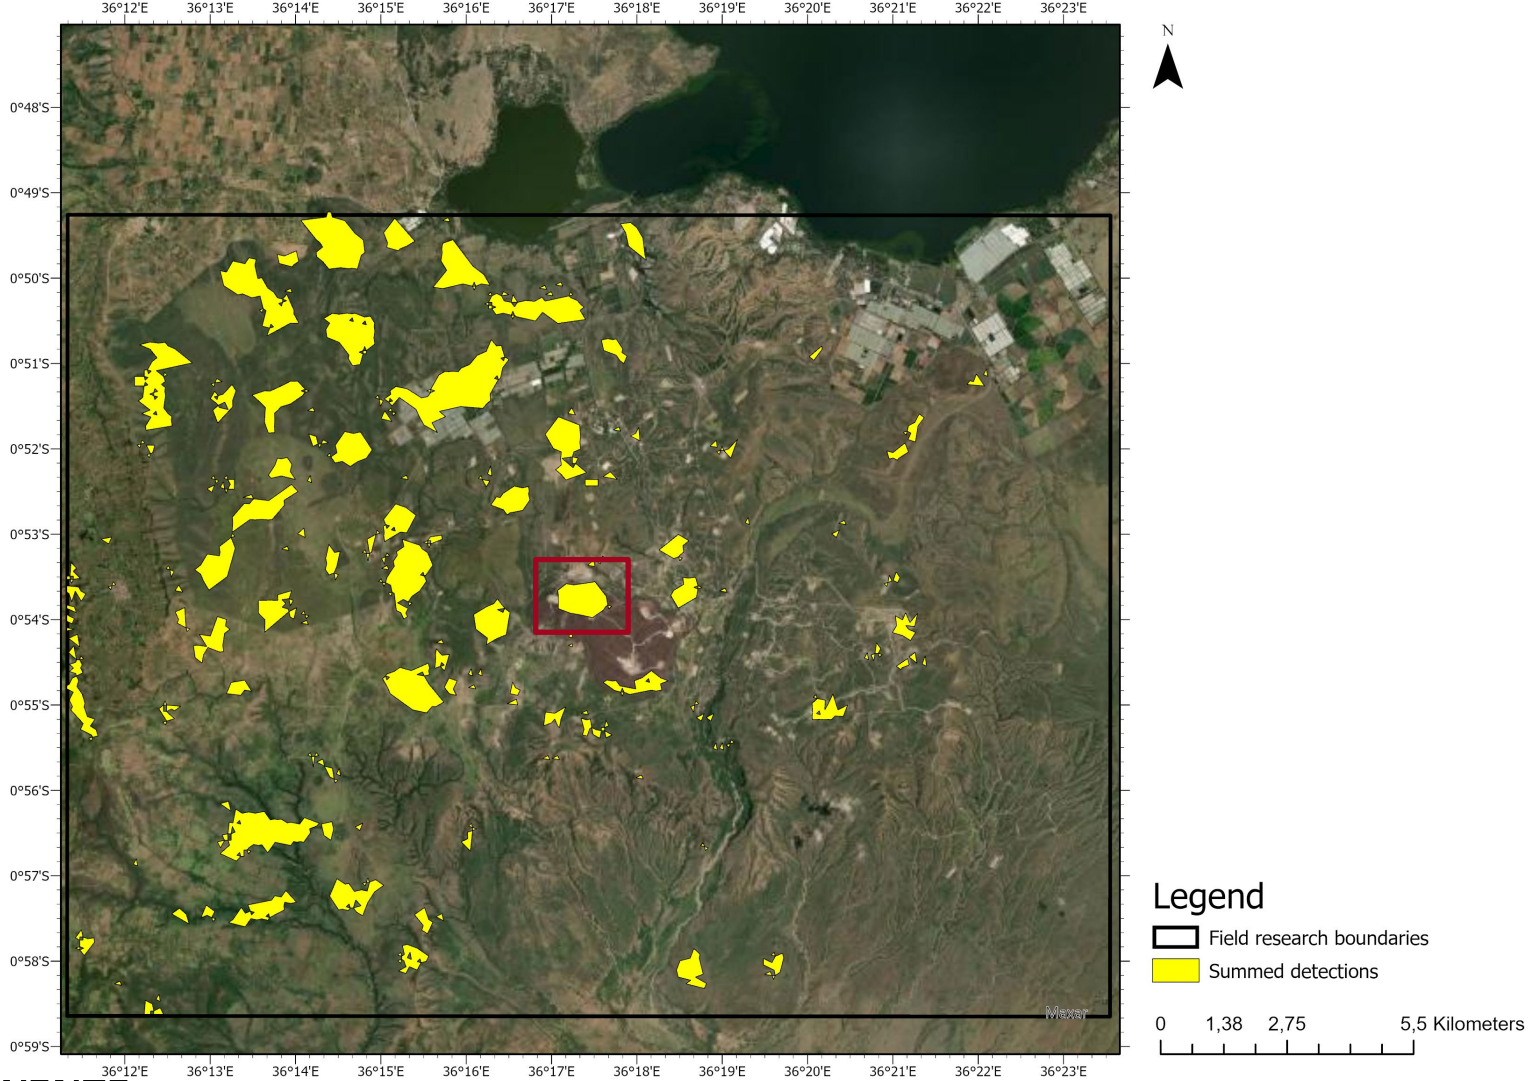 36°12'E 36°13'E 36°14'E 36°15'E 36°16'E 36°17'E 36°18'E 36°19'E 36°20'E 36°21'E 36°22'E 36°23'E
N
0°48'S
0°49'S
0°50'S
0°51'S
0°52'S
0°53'S
0°54'S
0°55'S
0°56'S
0°57'S
0°58'S
0°59'S
Legend
Field research boundaries
Summed detections
Maxar
0 1,38 2,75 5,5 Kilometers
36°12'E 36°13'E 36°14'E 36°15'E 36°16'E 36°17'E 36°18'E 36°19'E 36°20'E 36°21'E 36°22'E 36°23'E